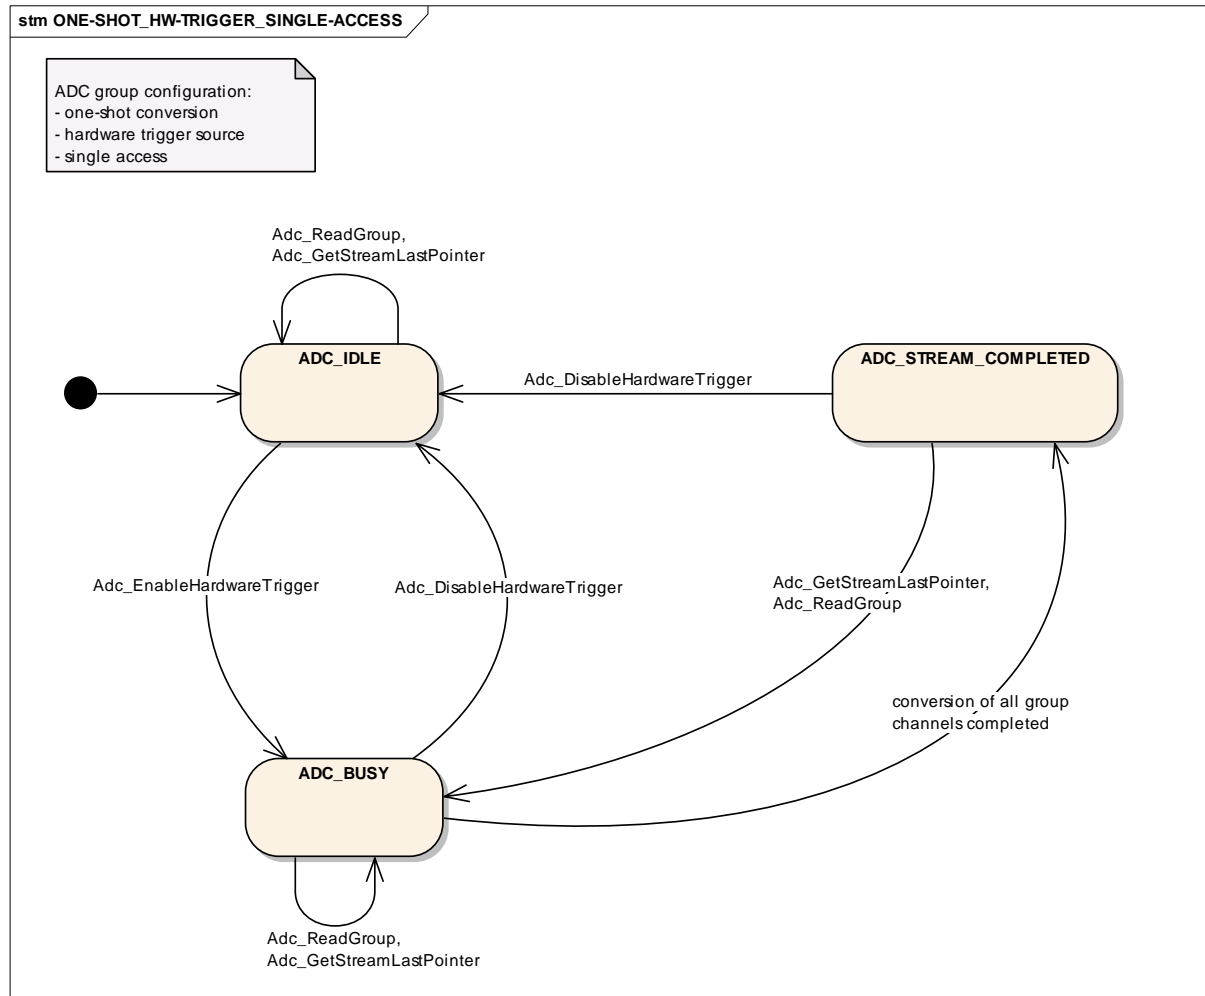 stm ONE-SHOT_HW-TRIGGER_SINGLE-ACCESS
ADC group configuration:
- one-shot conversion
- hardware trigger source
- single access
Adc_ReadGroup,
Adc_GetStreamLastPointer
ADC_IDLE
ADC_STREAM_COMPLETED
Adc_DisableHardwareTrigger
Adc_EnableHardwareTrigger
Adc_DisableHardwareTrigger
Adc_GetStreamLastPointer,
Adc_ReadGroup
conversion of all group
channels completed
ADC_BUSY
Adc_ReadGroup,
Adc_GetStreamLastPointer